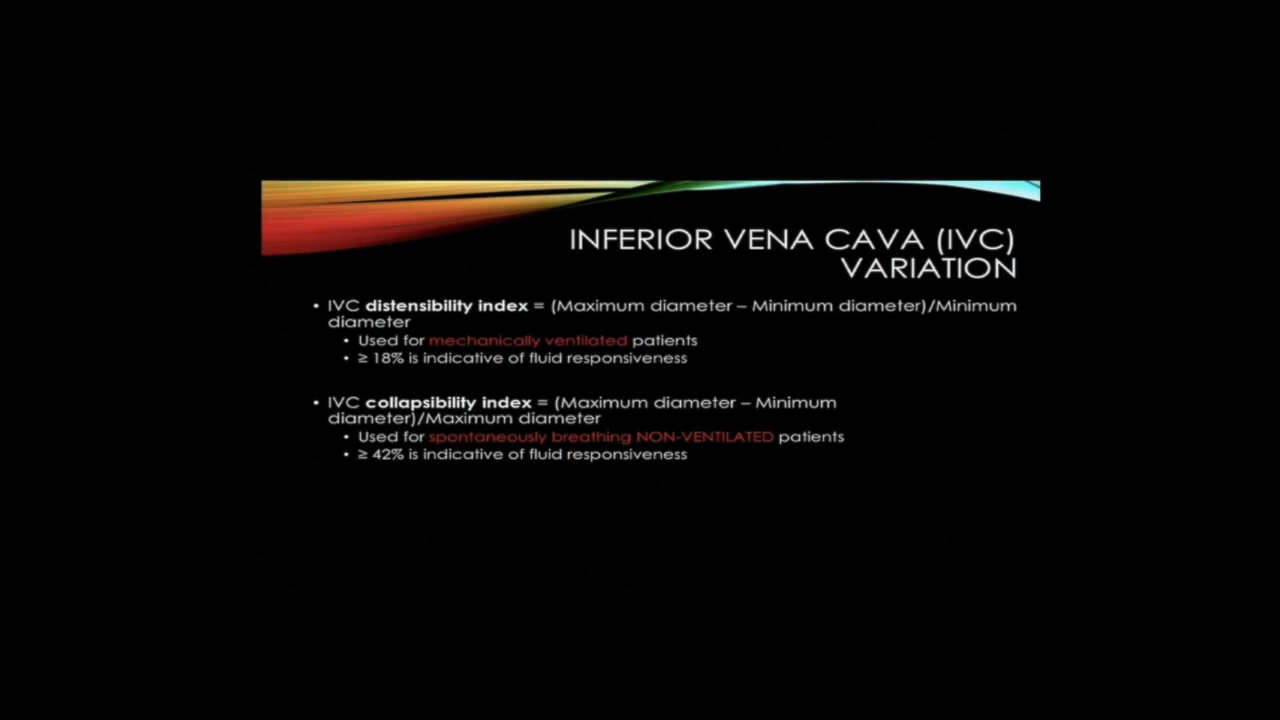 INFERIOR VENA CAVA (IVC)
VARIATION
• IVC distensibility index = (Maximum diameter – Minimum diameter)/Minimum
diameter
• Used for mechanically ventilated patients
• ≥ 18% is indicative of fluid responsiveness
• IVC collapsibility index = (Maximum diameter – Minimum
diameter)/Maximum diameter
• Used for spontaneously breathing NON-VENTILATED patients
• ≥ 42% is indicative of fluid responsiveness